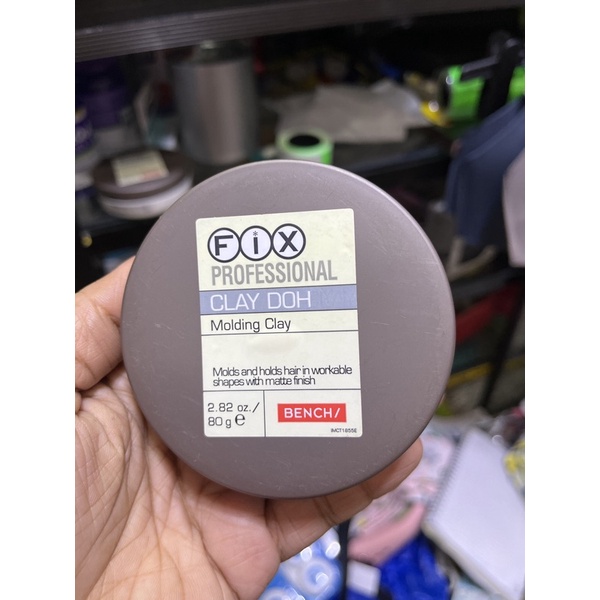 FiX
PROFESSIONAL
CLAY DOH
Molding Clay
Molds and holds hair in workable
shapes with matte finish
2.82 oz./
80 g e
BENCH/